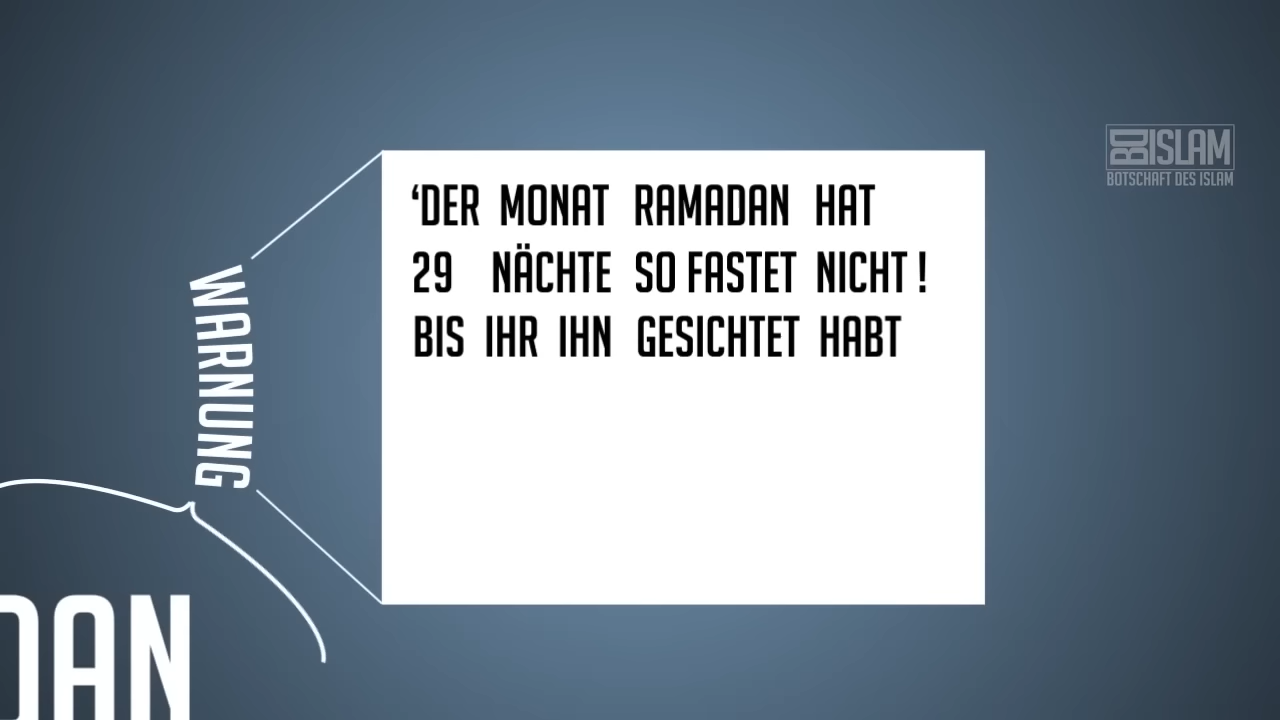 BDISLAM
BOTSCHAFT DES ISLAM
‘DER MONAT RAMADAN HAT
29 NÄCHTE SO FASTET NICHT !
BIS IHR IHN GESICHTET HABT
WARNUNG
DAN